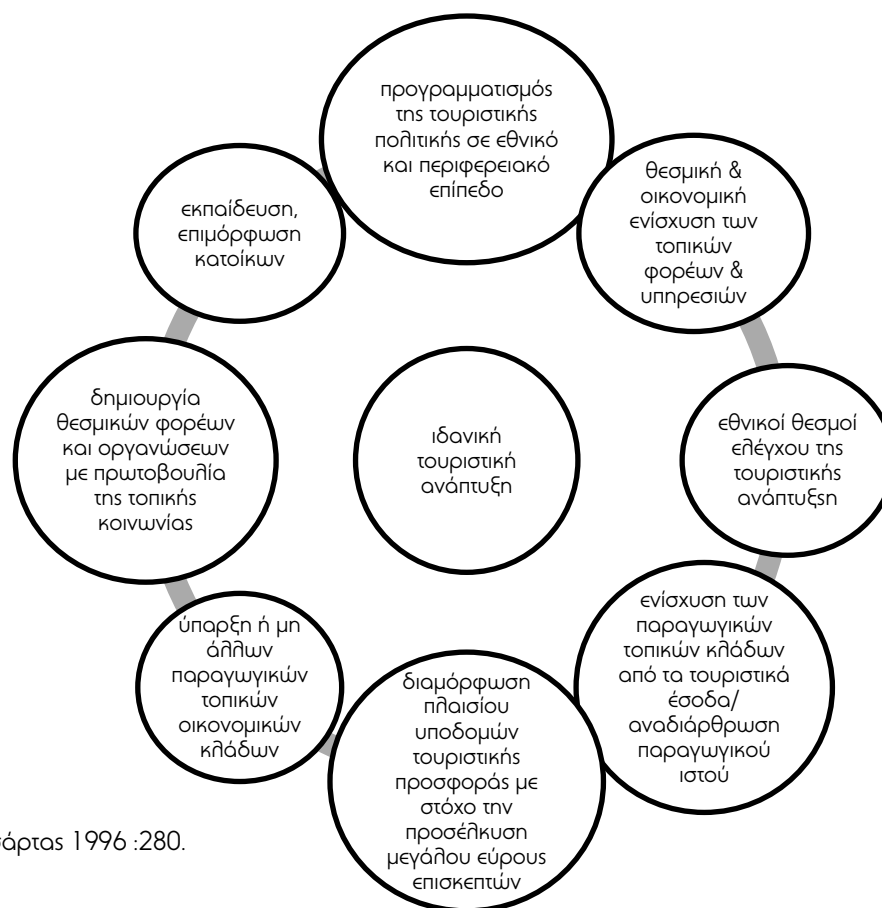 προγραμματισμός
της τουριστικής
πολιτικής σε εθνικό
και περιφερειακό
επίπεδο
θεσμική &
οικονομική
ενίσχυση των
τοπικών
φορέων &
υπηρεσιών
εθνικοί θεσμοί
ελέγχου της
τουριστικής
ανάπτυξsη
ενίσχυση των
παραγωγικών
τοπικών κλάδων
από τα τουριστικά
έσοδα/
αναδιάρθρωση
παραγωγικού
ιστού
διαμόρφωση
πλαισίου
υποδομών
τουριστικής
προσφοράς με
στόχο την
προσέλκυση
μεγάλου εύρους
επισκεπτών
ύπαρξη ή μη
άλλων
παραγωγικών
τοπικών
οικονομικών
κλάδων
δημιουργία
θεσμικών φορέων
και οργανώσεων
με πρωτοβουλία
της τοπικής
κοινωνίας
εκπαίδευση,
επιμόρφωση
κατοίκων
ιδανική
τουριστική
ανάπτυξη
σάρτας 1996 :280.